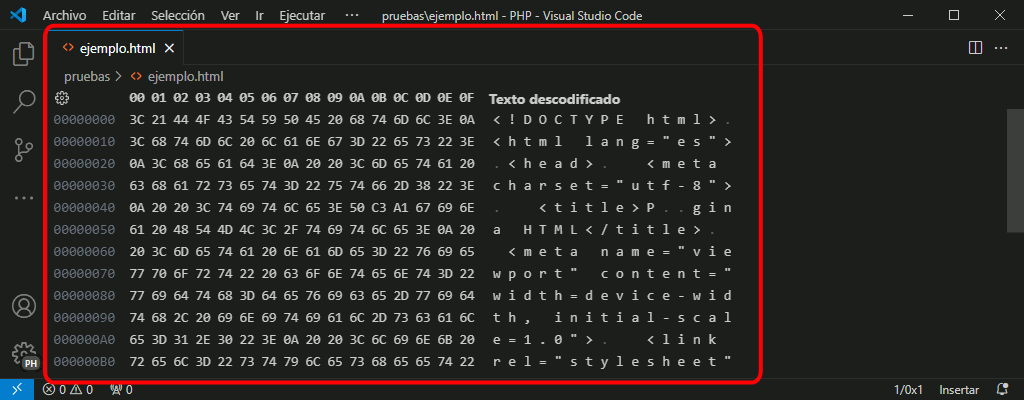 Archivo Editar Selección Ver Ir Ejecutar ··· pruebas\ejemplo.html - PHP - Visual Studio Code
<> ejemplo.html ×
pruebas > <> ejemplo.html
00 01 02 03 04 05 06 07 08 09 0A 0B 0C 0D 0E 0F Texto descodificado
00000000 3C 21 44 4F 43 54 59 50 45 20 68 74 6D 6C 3E 0A <!DOCTYPE html>.
00000010 3C 68 74 6D 6C 20 6C 61 6E 67 3D 22 65 73 22 3E <html lang="es">
00000020 0A 3C 68 65 61 64 3E 0A 20 20 3C 6D 65 74 61 20 .<head>.  <meta
00000030 63 68 61 72 73 65 74 3D 22 75 74 66 2D 38 22 3E charset="utf-8">
00000040 0A 20 20 3C 74 69 74 6C 65 3E 50 C3 A1 67 69 6E .  <title>P..gin
00000050 61 20 48 54 4D 4C 3C 2F 74 69 74 6C 65 3E 0A 20 a HTML</title>.
00000060 20 3C 6D 65 74 61 20 6E 61 6D 65 3D 22 76 69 65 <meta name="vie
00000070 77 70 6F 72 74 22 20 63 6F 6E 74 65 6E 74 3D 22 wport" content="
00000080 77 69 64 74 68 3D 64 65 76 69 63 65 2D 77 69 64 width=device-wid
00000090 74 68 2C 20 69 6E 69 74 69 61 6C 2D 73 63 61 6C th, initial-scal
000000A0 65 3D 31 2E 30 22 3E 0A 20 20 3C 6C 69 6E 6B 20 e=1.0">.  <link
000000B0 72 65 6C 3D 22 73 74 79 6C 65 73 68 65 65 74 22 rel="stylesheet"
PH
0 0 0 1/0x1 Insertar